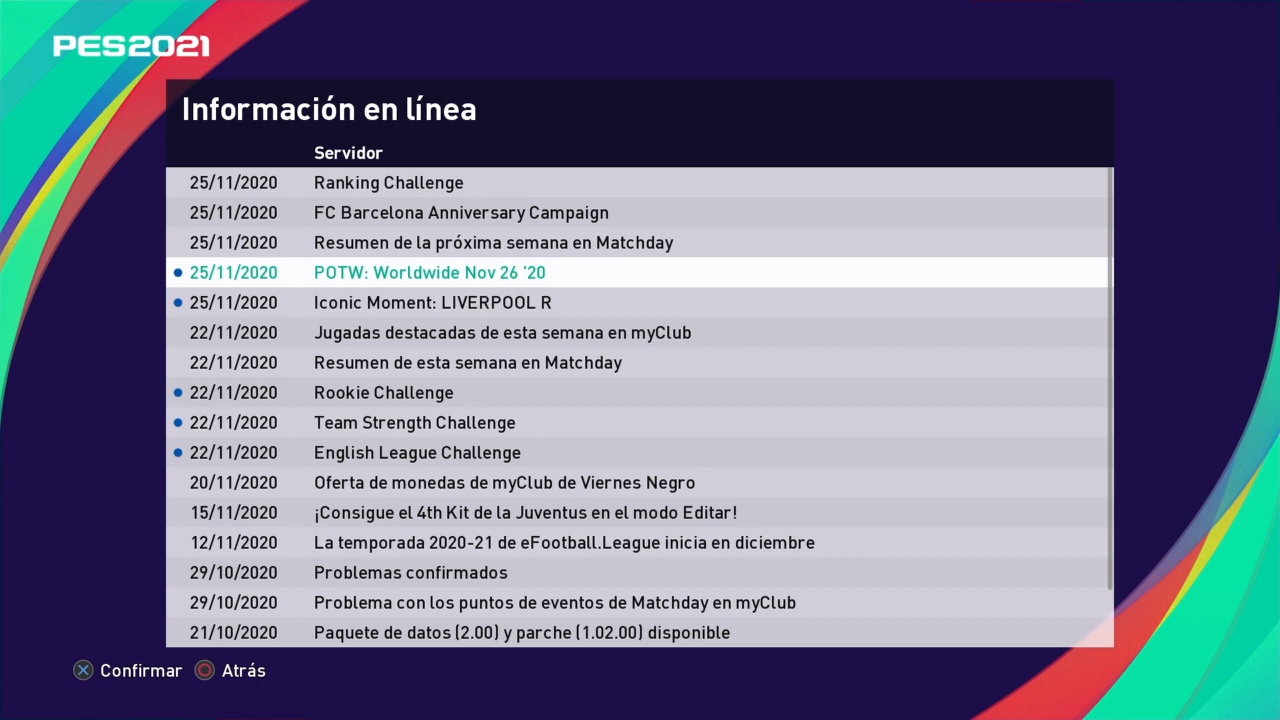 PES2021
Información en línea
Servidor
25/11/2020 Ranking Challenge
25/11/2020 FC Barcelona Anniversary Campaign
25/11/2020 Resumen de la próxima semana en Matchday
25/11/2020 POTW: Worldwide Nov 26 '20
25/11/2020 Iconic Moment: LIVERPOOL R
22/11/2020 Jugadas destacadas de esta semana en myClub
22/11/2020 Resumen de esta semana en Matchday
22/11/2020 Rookie Challenge
22/11/2020 Team Strength Challenge
22/11/2020 English League Challenge
20/11/2020 Oferta de monedas de myClub de Viernes Negro
15/11/2020 ¡Consigue el 4th Kit de la Juventus en el modo Editar!
12/11/2020 La temporada 2020-21 de eFootball.League inicia en diciembre
29/10/2020 Problemas confirmados
29/10/2020 Problema con los puntos de eventos de Matchday en myClub
21/10/2020 Paquete de datos (2.00) y parche (1.02.00) disponible
Confirmar Atrás